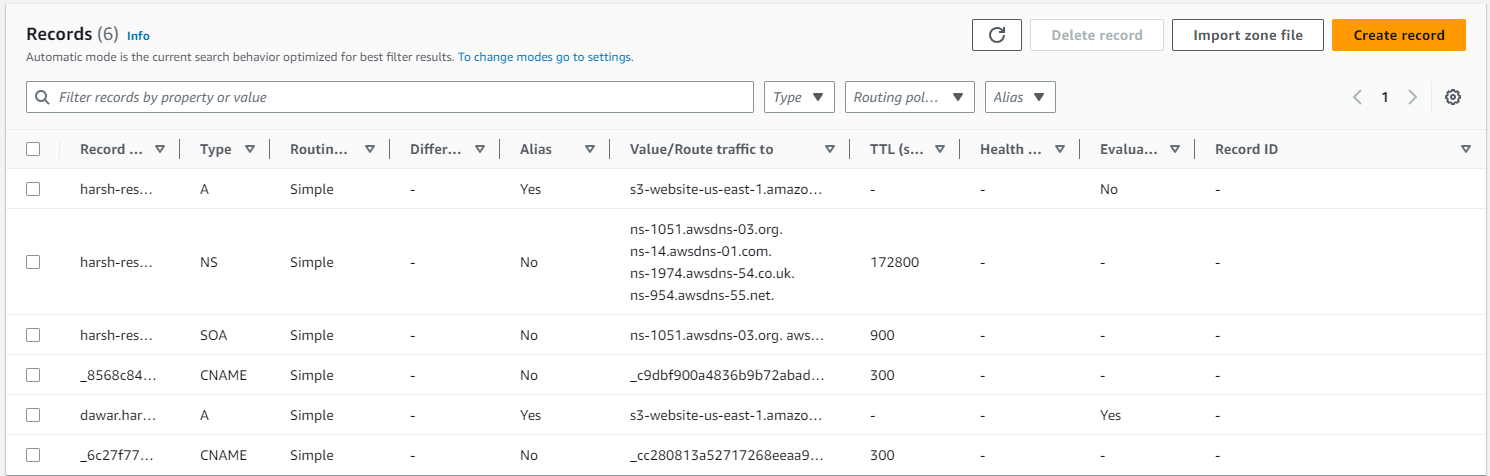 Records (6) Info
Automatic mode is the current search behavior optimized for best filter results. To change modes go to settings.
Delete record
Import zone file
Create record
Filter records by property or value
Type
Routing pol...
Alias
1
Record ... Type Routin... Differ... Alias Value/Route traffic to TTL (s... Health ... Evalua... Record ID
harsh-res... A Simple - Yes s3-website-us-east-1.amazo... - - No -
ns-1051.awsdns-03.org.
ns-14.awsdns-01.com.
harsh-res... NS Simple - No 172800 - - -
ns-1974.awsdns-54.co.uk.
ns-954.awsdns-55.net.
harsh-res... SOA Simple - No ns-1051.awsdns-03.org. aws... 900 - - -
_8568c84... CNAME Simple - No _c9dbf900a4836b9b72abad... 300 - - -
dawar.har... A Simple - Yes s3-website-us-east-1.amazo... - - Yes -
_6c27f77... CNAME Simple - No _cc280813a52717268eeaa9... 300 - - -